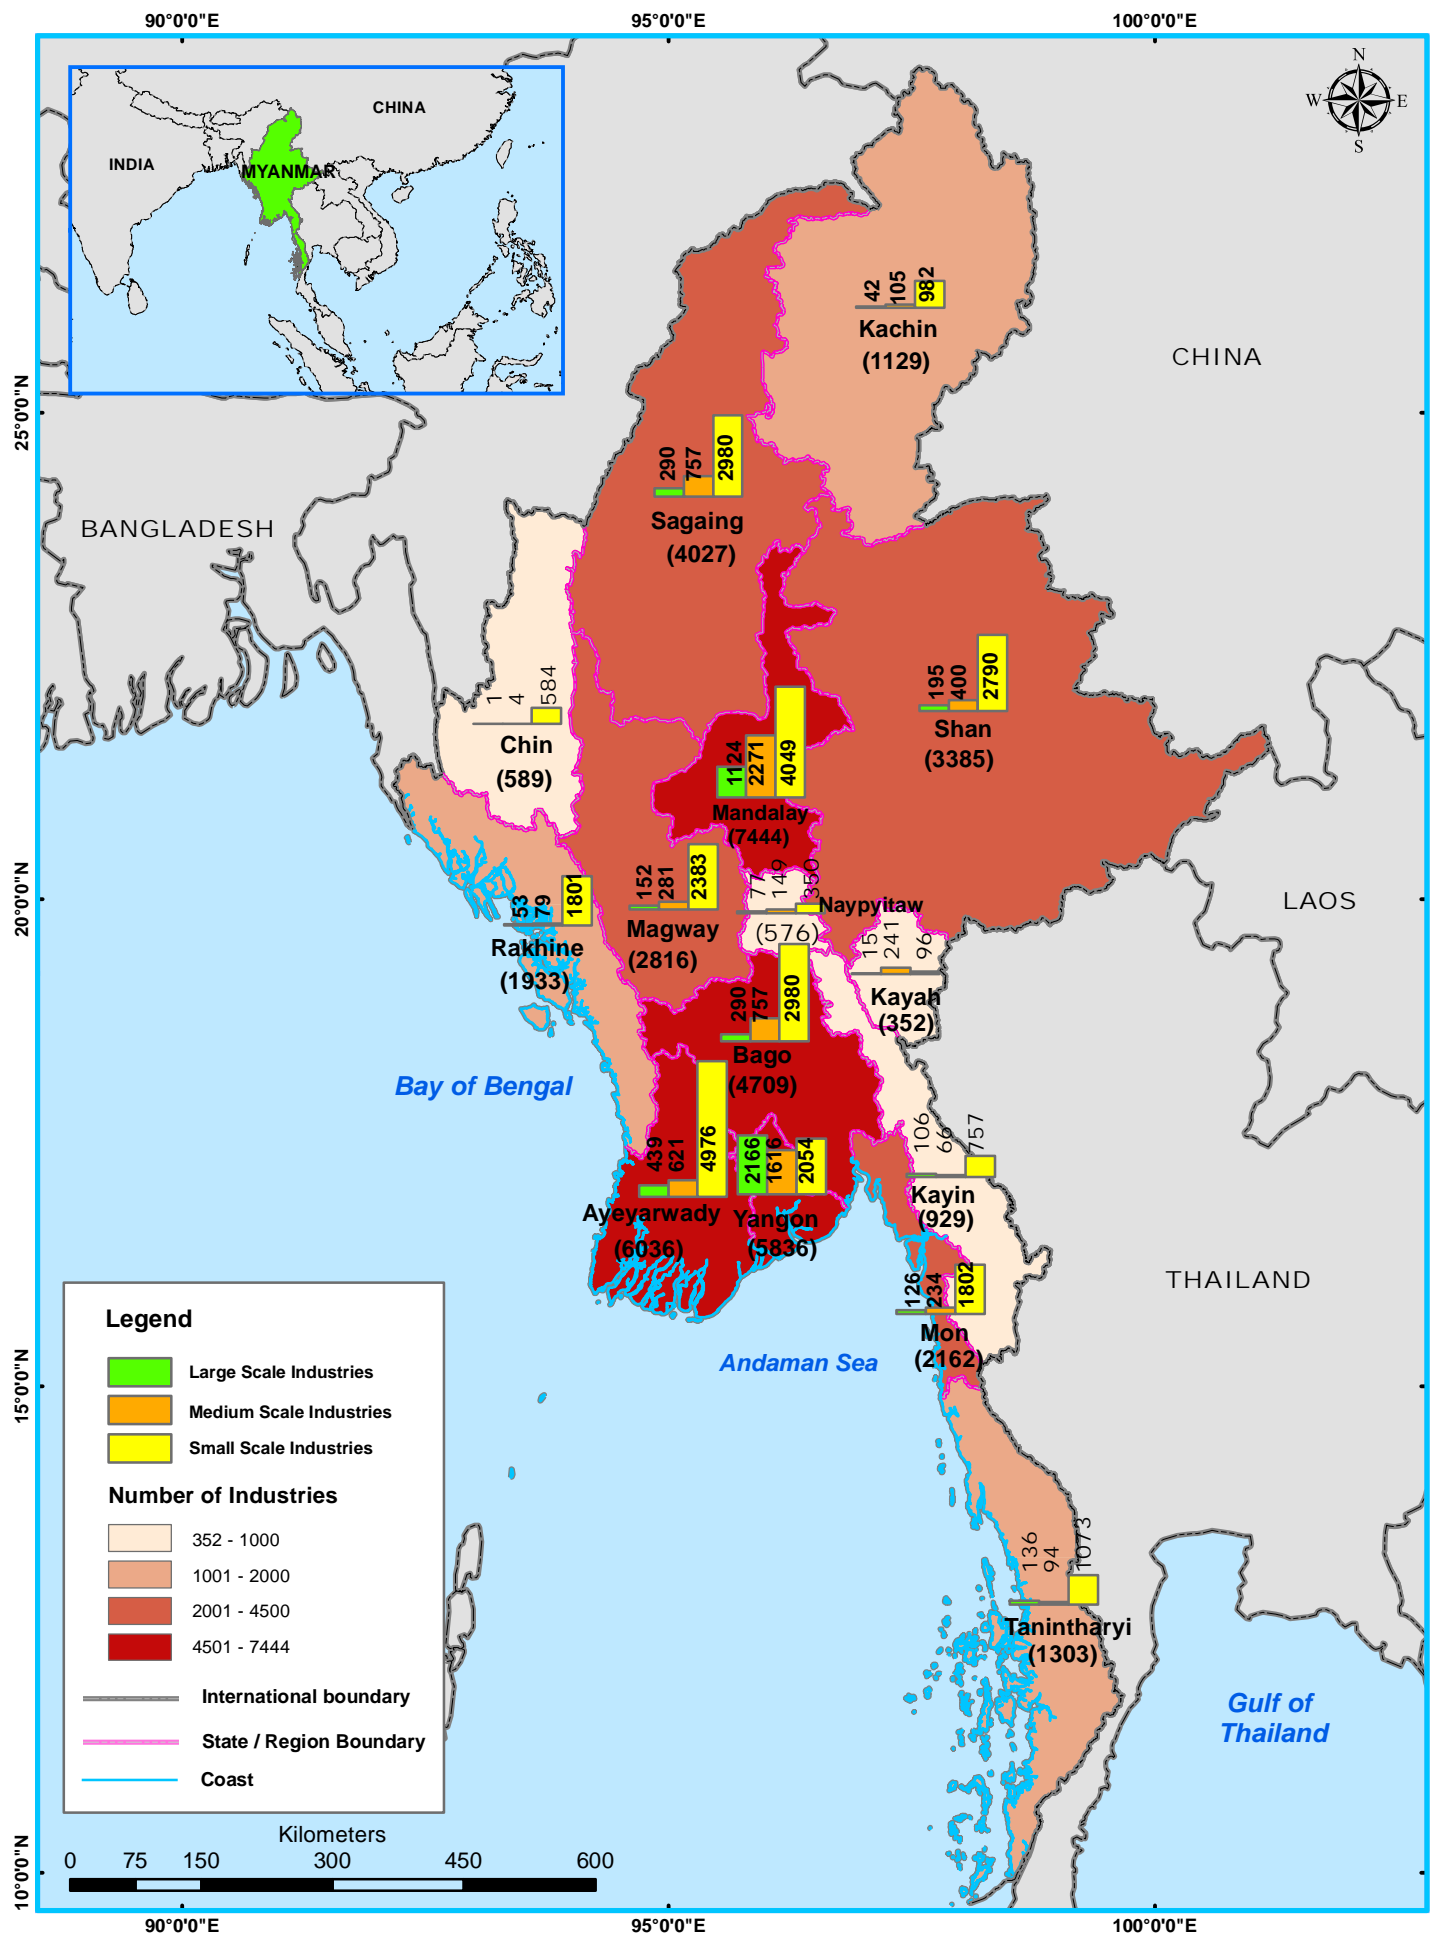 90°0'0"E
95°0'0"E
100°0'0"E
N
W
E
S
CHINA
INDIA
MYANMAR
42
105
982
Kachin
(1129)
CHINA
25°0'0"N
25°0'0"N
290
757
2980
Sagaing
(4027)
BANGLADESH
195
400
2790
Shan
(3385)
1
4
584
Chin
(589)
1124
2271
4049
Mandalay
(7444)
20°0'0"N
53
79
1801
Rakhine
(1933)
152
281
2383
Magway
(2816)
77
149
350
Naypyitaw
(576)
LAOS
15
241
96
Kayah
(352)
290
757
2980
Bago
(4709)
Bay of Bengal
439
621
4976
Ayeyarwady
(6036)
2166
1616
2054
Yangon
(5836)
106
66
757
Kayin
(929)
THAILAND
126
234
1802
Mon
(2162)
Andaman Sea
15°0'0"N
Legend
Large Scale Industries
Medium Scale Industries
Small Scale Industries
Number of Industries
352 - 1000
1001 - 2000
2001 - 4500
4501 - 7444
International boundary
State / Region Boundary
Coast
136
94
1073
Tanintharyi
(1303)
Gulf of
Thailand
Kilometers
0 75 150 300 450 600
10°0'0"N
90°0'0"E
95°0'0"E
100°0'0"E